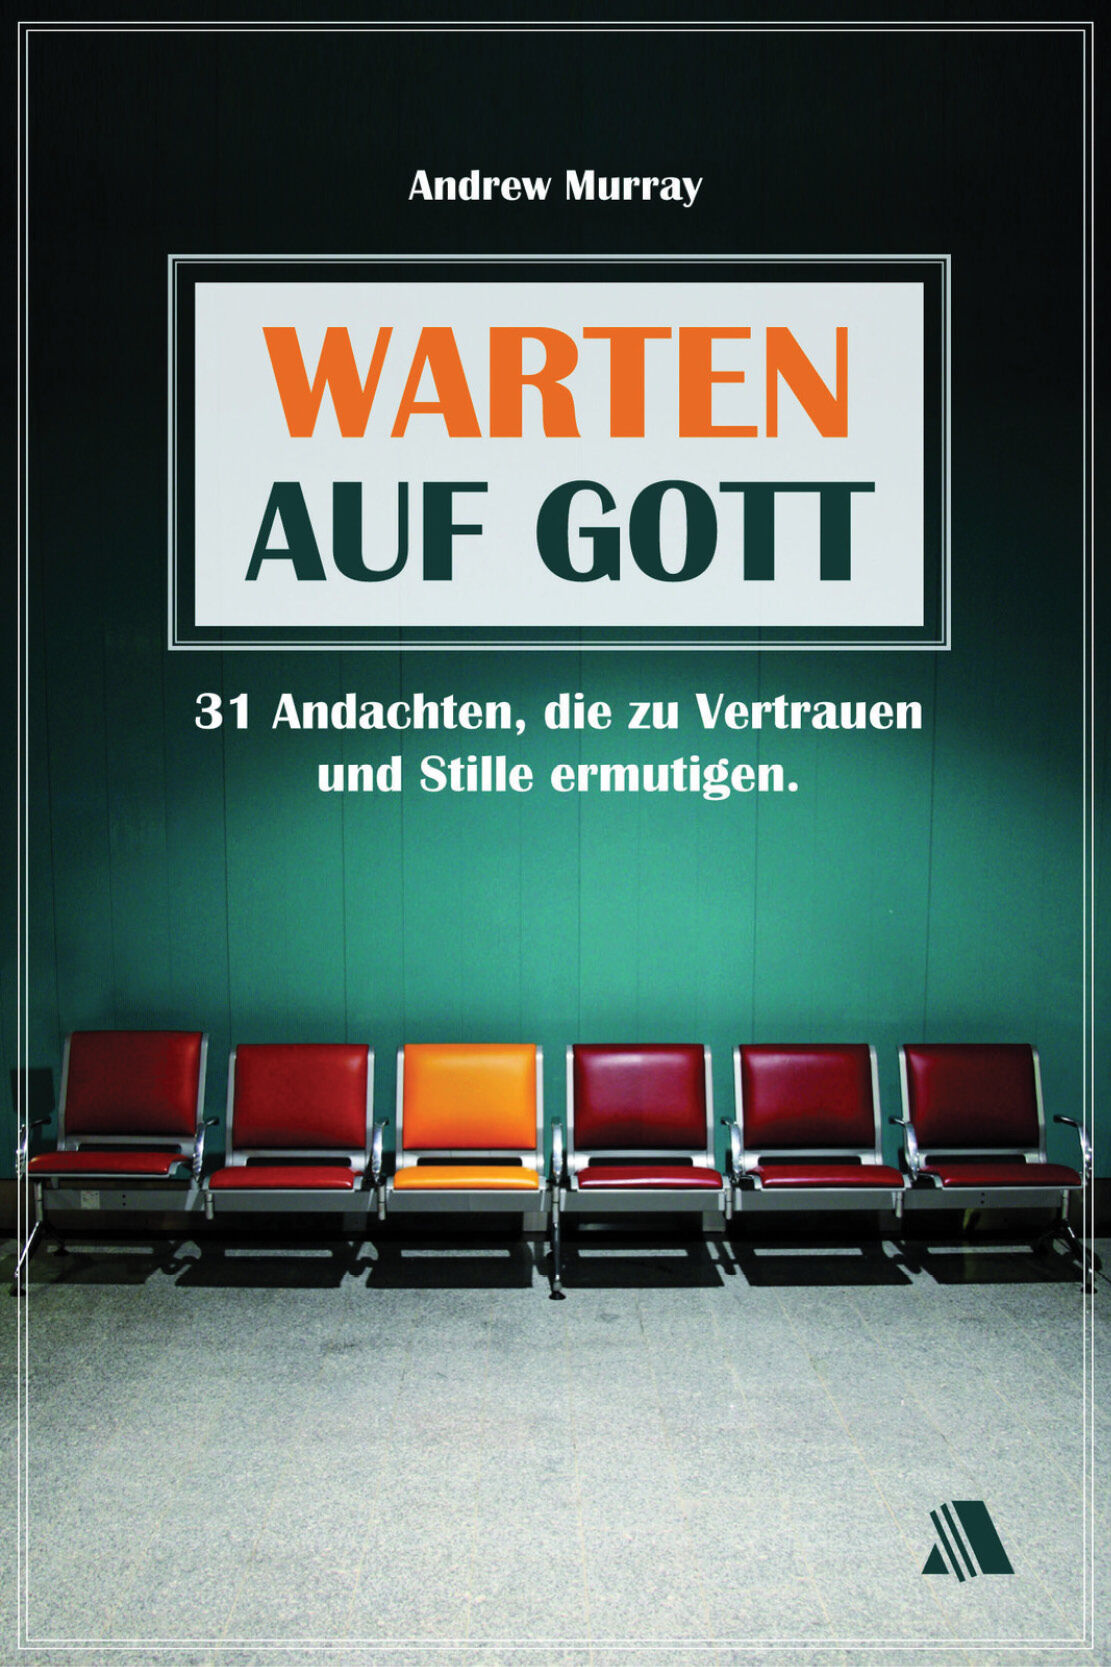 Andrew Murray
WARTEN
AUF GOTT
31 Andachten, die zu Vertrauen
und Stille ermutigen.